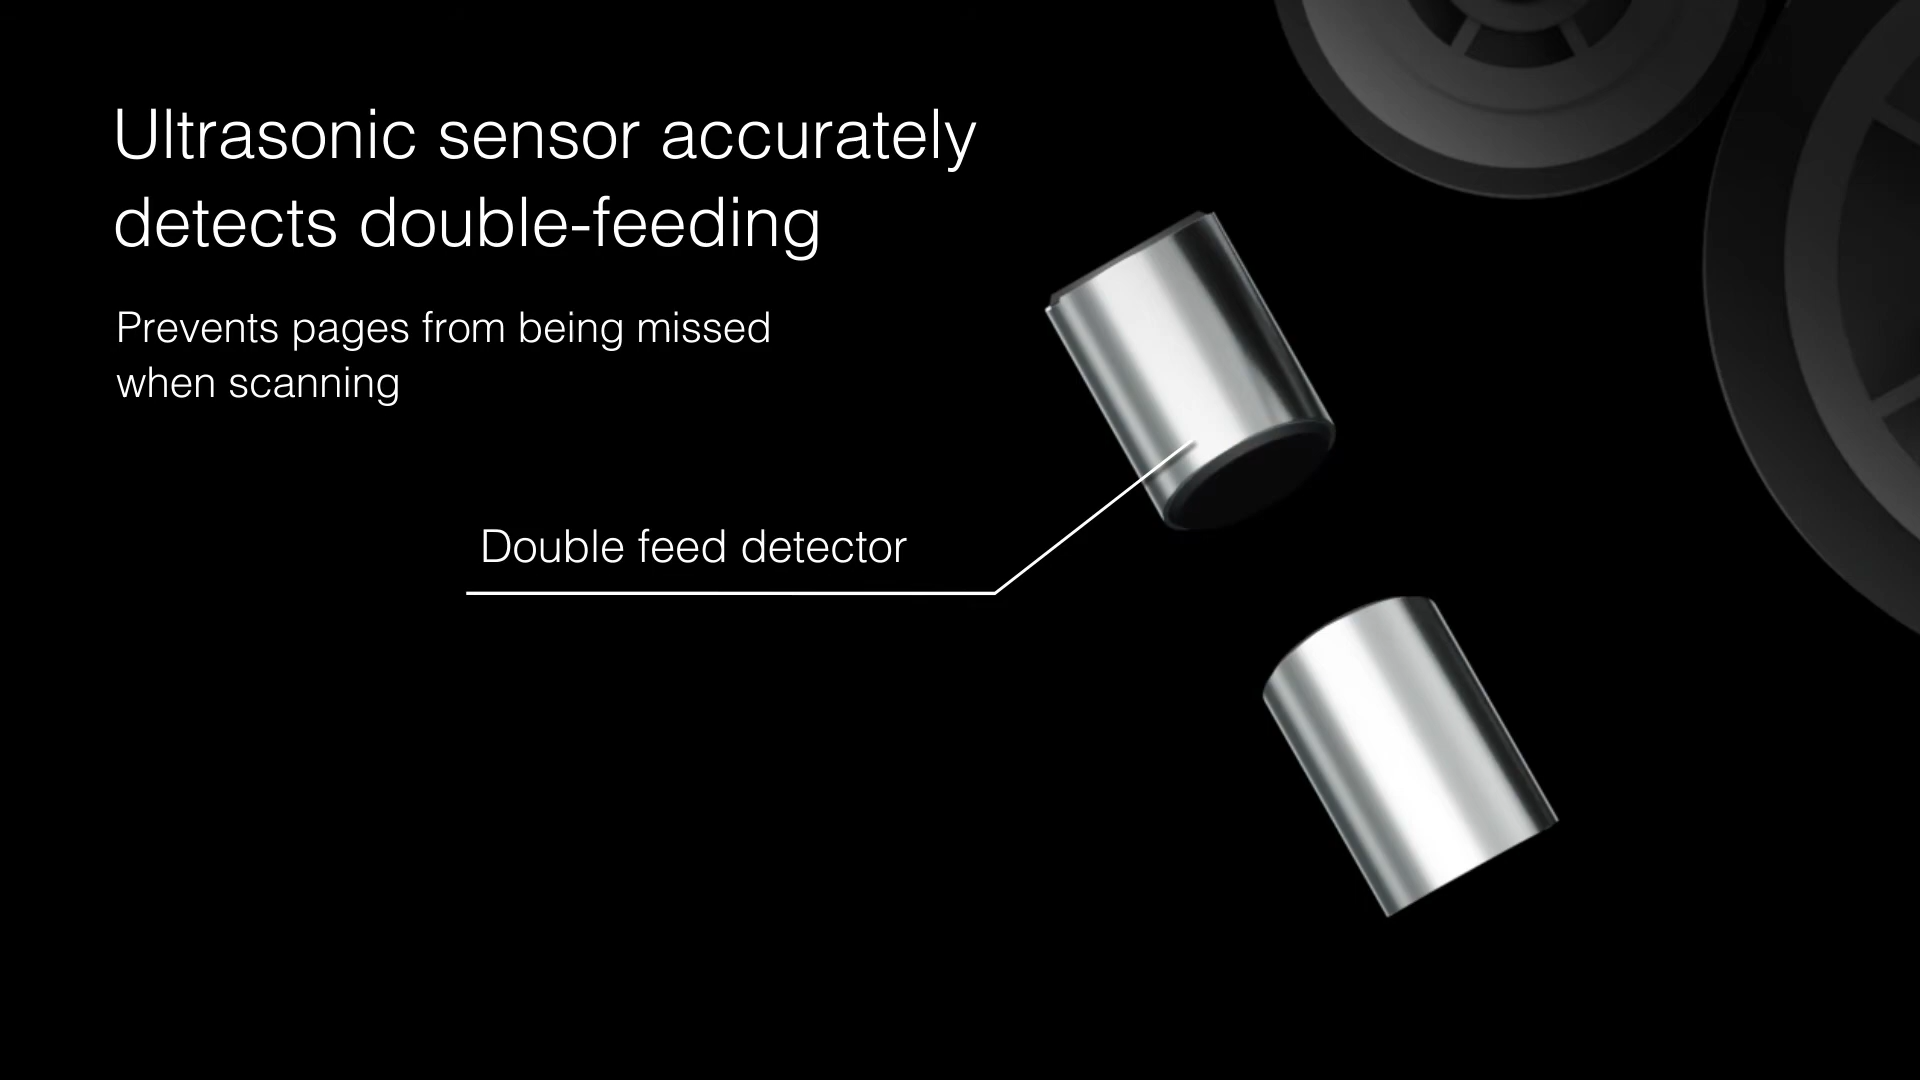 Ultrasonic sensor accurately
detects double-feeding
Prevents pages from being missed
when scanning
Double feed detector